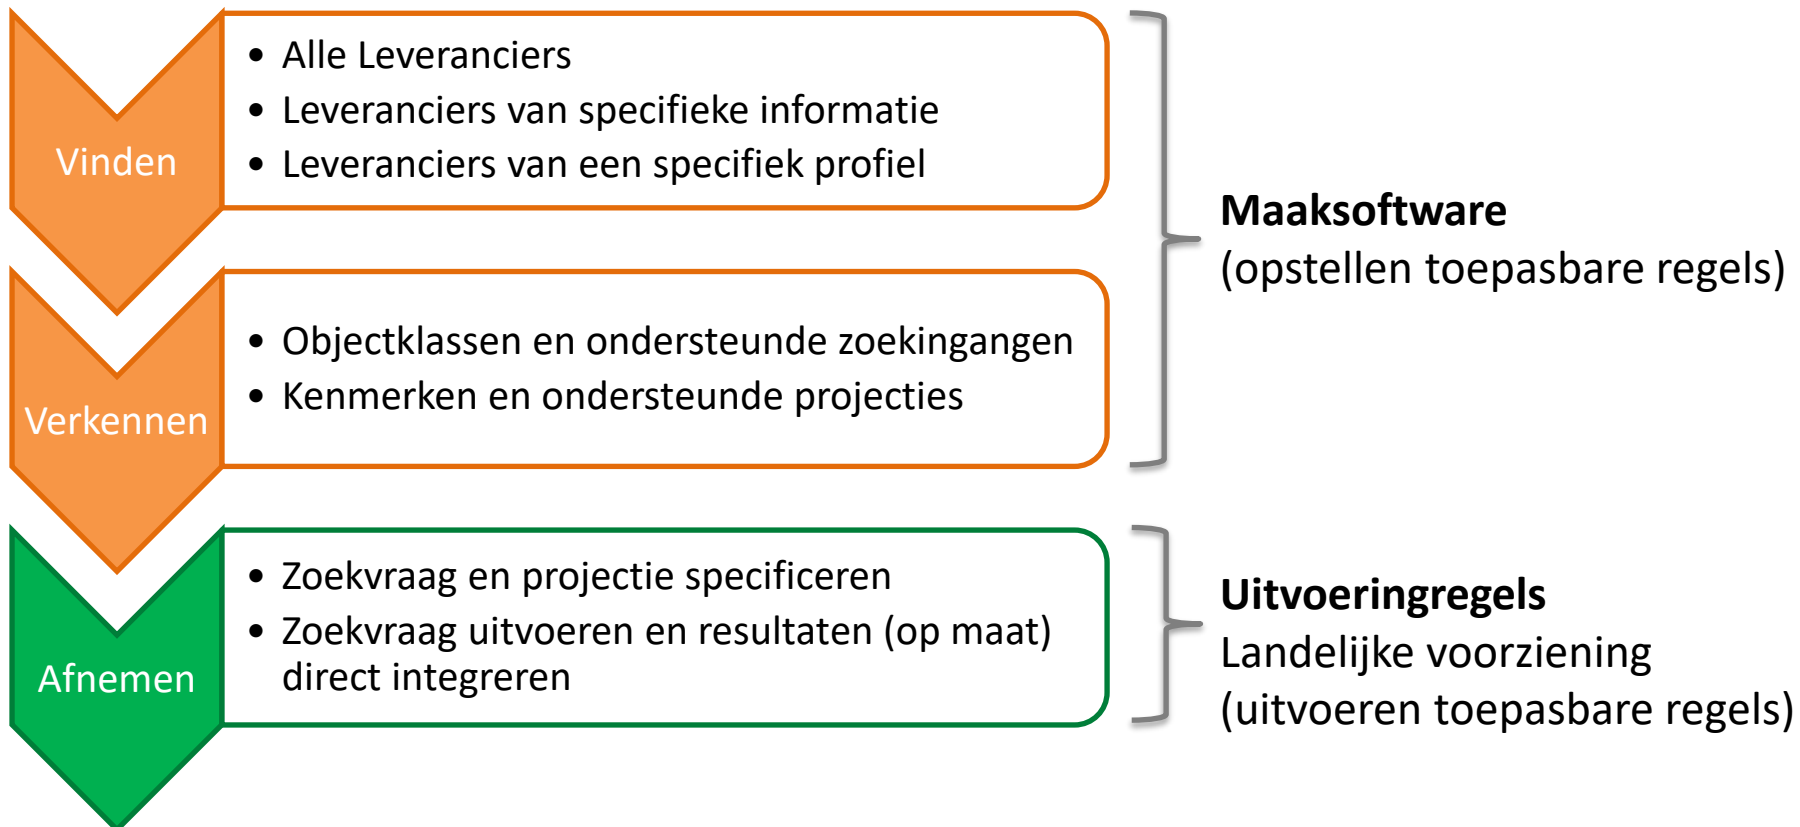 Vinden
• Alle Leveranciers
• Leveranciers van specifieke informatie
• Leveranciers van een specifiek profiel
Verkennen
• Objectklassen en ondersteunde zoekingangen
• Kenmerken en ondersteunde projecties
Maaksoftware
(opstellen toepasbare regels)
Afnemen
• Zoekvraag en projectie specificeren
• Zoekvraag uitvoeren en resultaten (op maat)
direct integreren
Uitvoeringregels
Landelijke voorziening
(uitvoeren toepasbare regels)